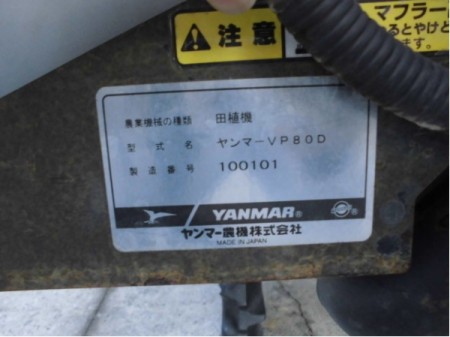 注意
マフラー
るとやけど
ます。
農業機械の種類 田植機
型式名 ヤンマーVP80D
製造番号 100101
YANMAR®
ヤンマー農機株式会社
MADE IN JAPAN